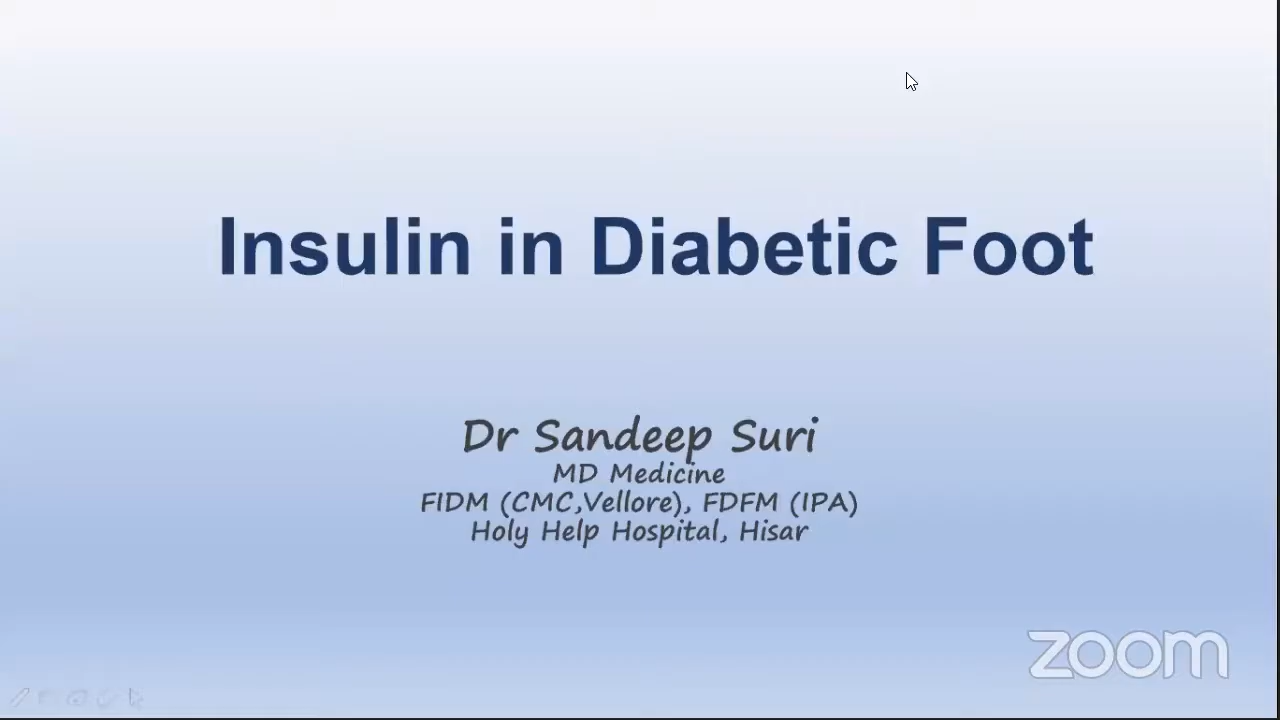 Insulin in Diabetic Foot
Dr Sandeep Suri
MD Medicine
FIDM (CMC,Vellore), FDFM (IPA)
Holy Help Hospital, Hisar
zoom